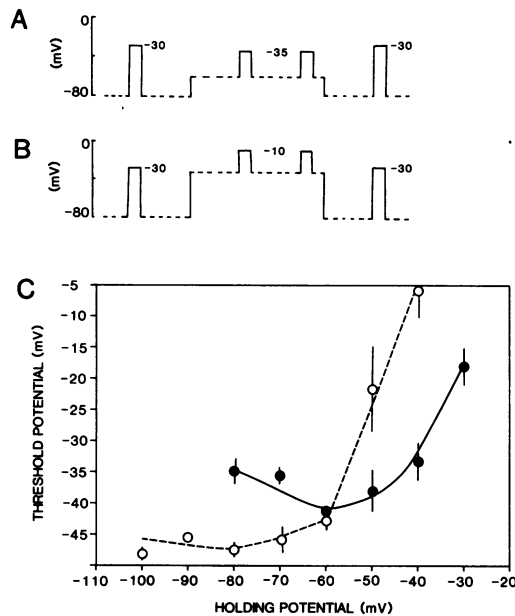 A
0
(mV)
-80
-30
-35
-30
B
0
(mV)
-80
-30
-10
-30
C
-5
-10
-15
-20
-25
-30
-35
-40
-45
THRESHOLD POTENTIAL (mV)
-110 -100 -90 -80 -70 -60 -50 -40 -30 -20
HOLDING POTENTIAL (mV)